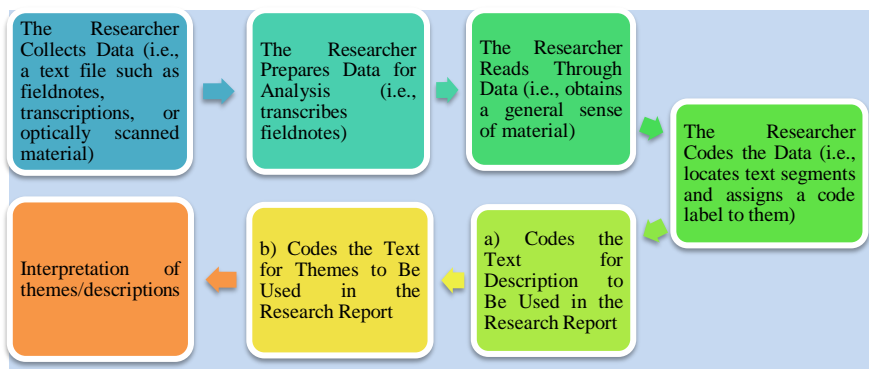 The Researcher
Collects Data (i.e.,
a text file such as
fieldnotes,
transcriptions, or
optically scanned
material)
The Researcher
Prepares Data for
Analysis (i.e.,
transcribes
fieldnotes)
The Researcher
Reads Through
Data (i.e., obtains
a general sense
of material)
The Researcher
Codes the Data (i.e.,
locates text segments
and assigns a code
label to them)
a) Codes the
Text for
Description to
Be Used in the
Research Report
b) Codes the Text
for Themes to Be
Used in the
Research Report
Interpretation of
themes/descriptions